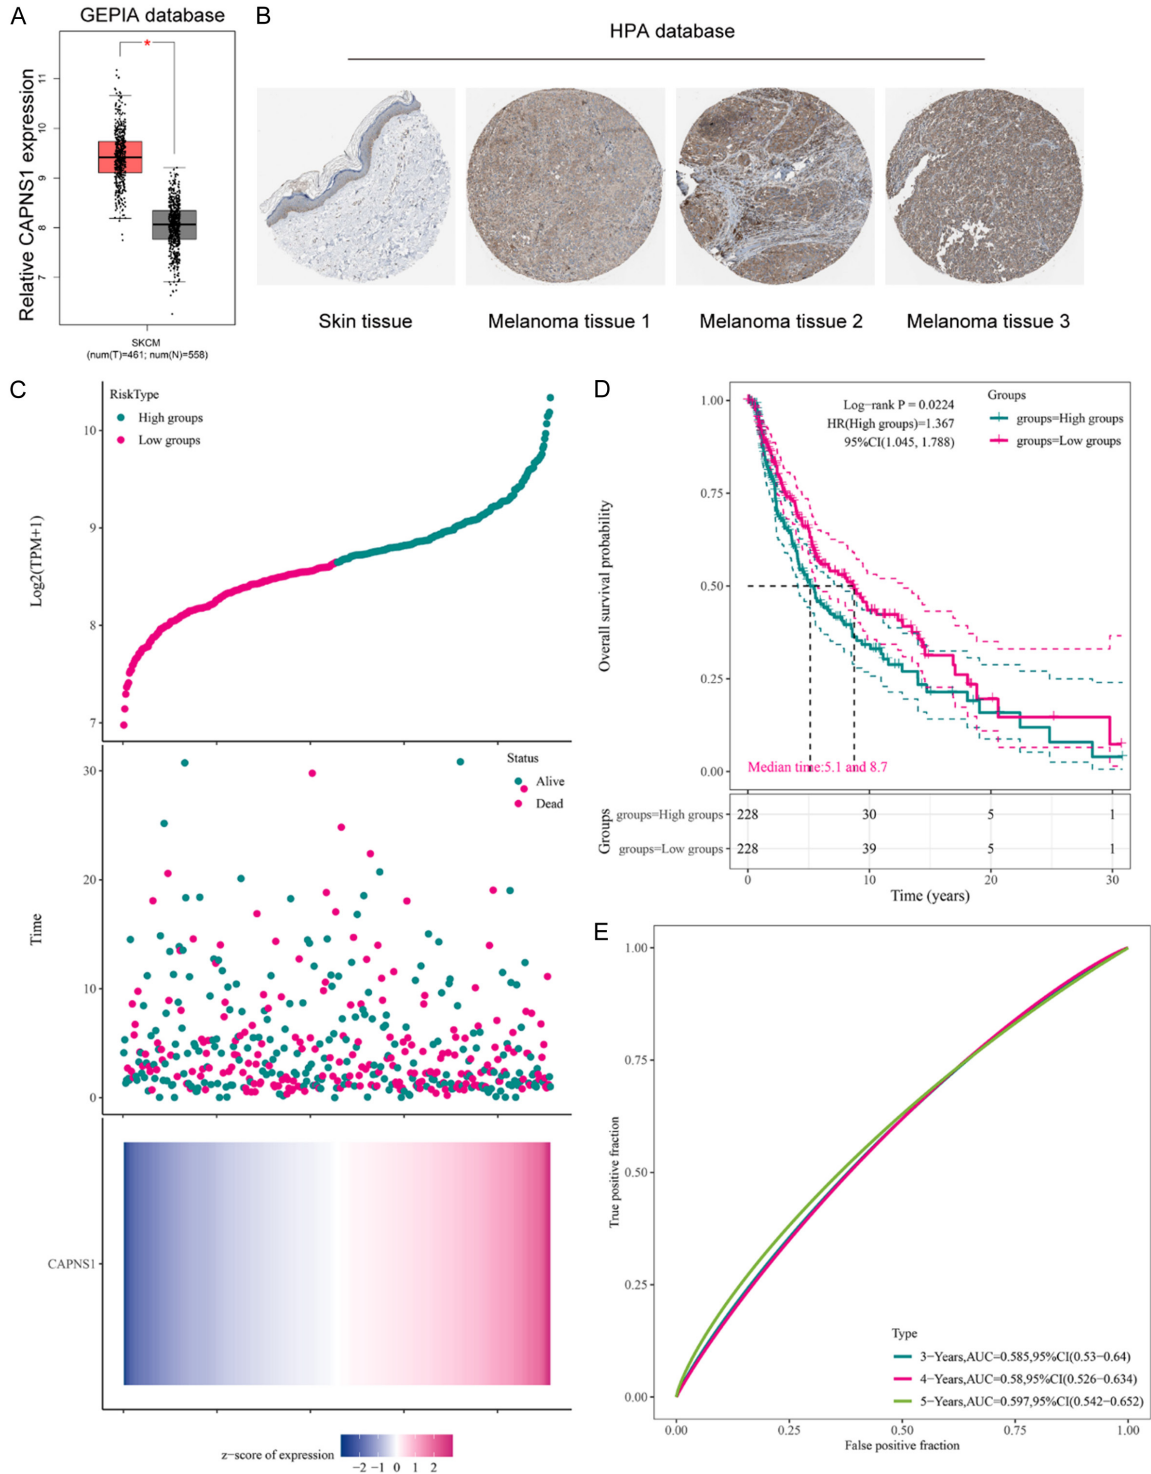 A
GEPIA database
Relative CAPNS1 expression
11
10
9
8
7
*
SKCM
(num(T)=461; num(N)=558)
B
HPA database
Skin tissue
Melanoma tissue 1
Melanoma tissue 2
Melanoma tissue 3
C
RiskType
High groups
Low groups
Log2(TPM+1)
10
9
8
7
Status
Alive
Dead
Time
30
20
10
0
CAPNS1
z−score of expression
−2 −1 0 1 2
D
Overall survival probability
1.00
0.75
0.50
0.25
0.00
Log−rank P = 0.0224
HR(High groups)=1.367
95%CI(1.045, 1.788)
Groups
groups=High groups
groups=Low groups
Median time:5.1 and 8.7
Groups
groups=High groups 228 30 5 1
groups=Low groups 228 39 5 1
0 10 20 30
Time (years)
E
True positive fraction
1.00
0.75
0.50
0.25
0.00
Type
3−Years,AUC=0.585,95%CI(0.53−0.64)
4−Years,AUC=0.58,95%CI(0.526−0.634)
5−Years,AUC=0.597,95%CI(0.542−0.652)
0.00 0.25 0.50 0.75 1.00
False positive fraction